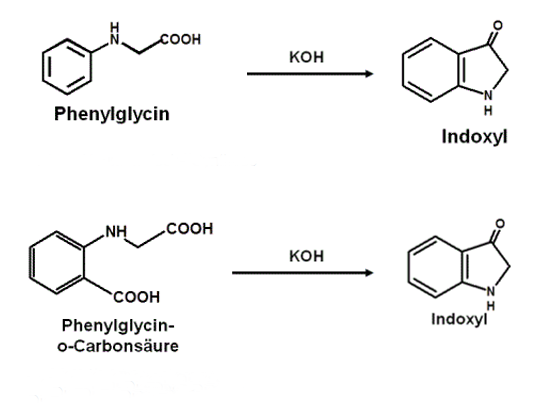 H
N
COOH
KOH
O
N
H
Phenylglycin
Indoxyl
NH
COOH
COOH
KOH
O
N
H
Phenylglycin-
o-Carbonsäure
Indoxyl